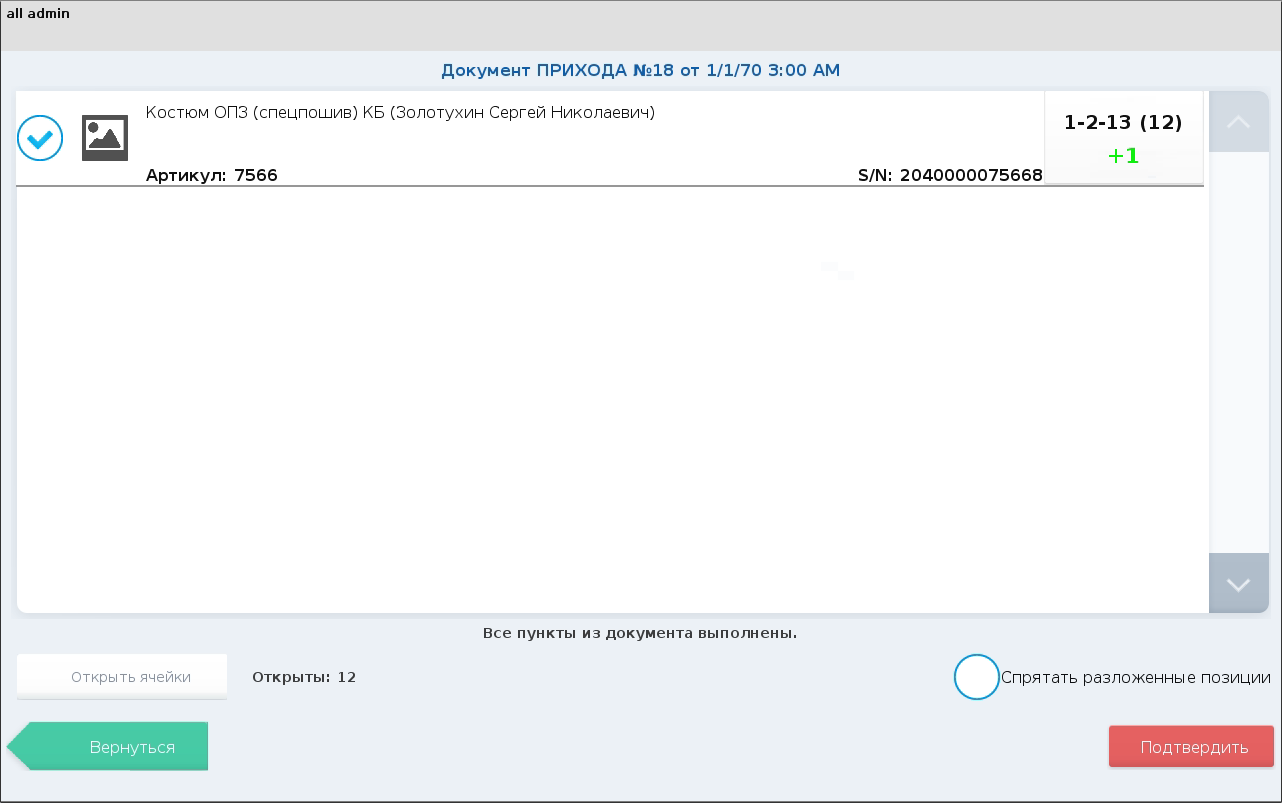 all admin
Документ ПРИХОДА №18 от 1/1/70 3:00 AM
Костюм ОПЗ (спецпошив) КБ (Золотухин Сергей Николаевич)
1-2-13 (12)
+1
Артикул: 7566
S/N: 2040000075668
Все пункты из документа выполнены.
Открыть ячейки
Открыты: 12
Спрятать разложенные позиции
Вернуться
Подтвердить